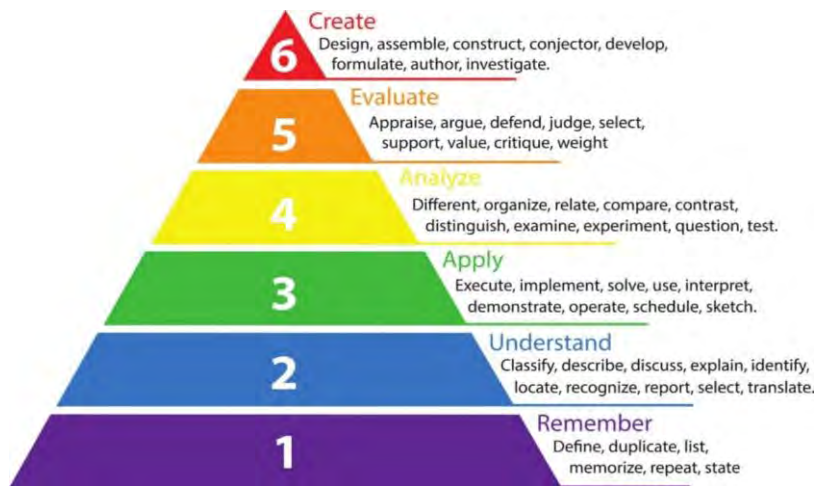 Create
6
Design, assemble, construct, conjector, develop,
formulate, author, investigate.
Evaluate
5
Appraise, argue, defend, judge, select,
support, value, critique, weight
Analyze
4
Different, organize, relate, compare, contrast,
distinguish, examine, experiment, question, test.
Apply
3
Execute, implement, solve, use, interpret,
demonstrate, operate, schedule, sketch.
Understand
2
Classify, describe, discuss, explain, identify,
locate, recognize, report, select, translate.
Remember
1
Define, duplicate, list,
memorize, repeat, state